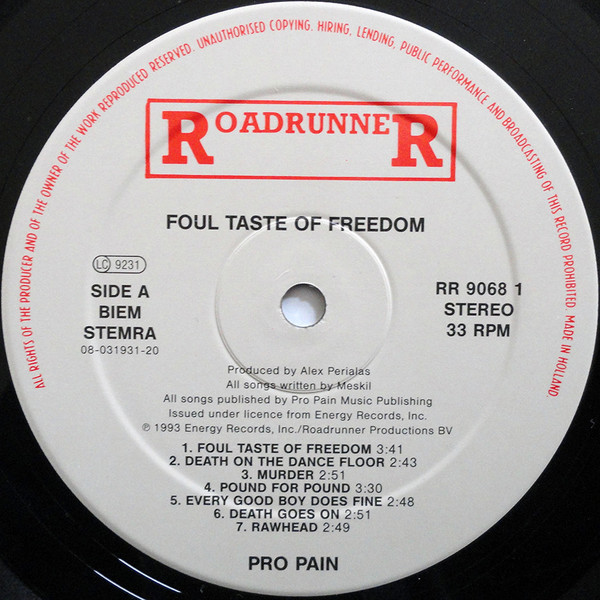 ALL RIGHTS OF THE PRODUCER AND OF THE OWNER OF THE WORK REPRODUCED RESERVED. UNAUTHORISED COPYING, HIRING, LENDING, PUBLIC PERFORMANCE AND BROADCASTING OF THIS RECORD PROHIBITED. MADE IN HOLLAND.
ROADRUNNER
FOUL TASTE OF FREEDOM
LC 9231
SIDE A
BIEM
STEMRA
08-031931-20
RR 9068 1
STEREO
33 RPM
Produced by Alex Perialas
All songs written by Meskil
All songs published by Pro Pain Music Publishing
Issued under licence from Energy Records, Inc.
℗ 1993 Energy Records, Inc./Roadrunner Productions BV
1. FOUL TASTE OF FREEDOM 3:41
2. DEATH ON THE DANCE FLOOR 2:43
3. MURDER 2:51
4. POUND FOR POUND 3:30
5. EVERY GOOD BOY DOES FINE 2:48
6. DEATH GOES ON 2:51
7. RAWHEAD 2:49
PRO PAIN